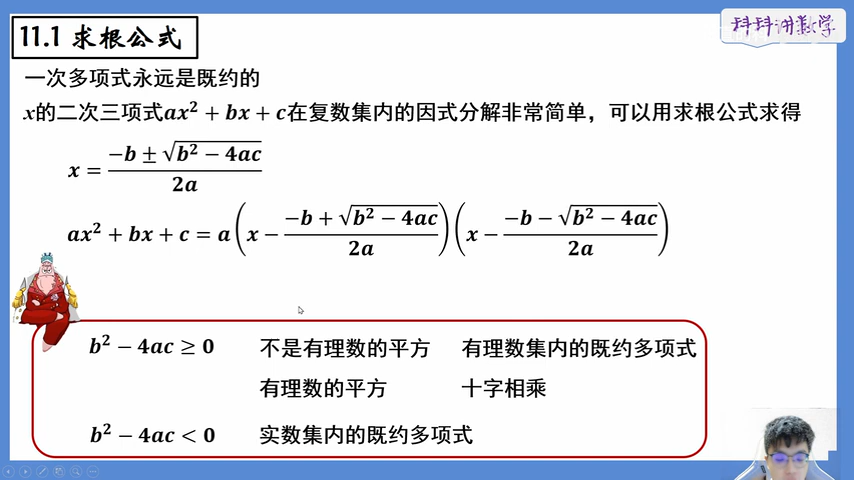 11.1 求根公式
科科讲数学
一次多项式永远是既约的
x的二次三项式ax² + bx + c在复数集内的因式分解非常简单，可以用求根公式求得
x = (-b ± √(b² - 4ac)) / 2a
ax² + bx + c = a(x - (-b + √(b² - 4ac)) / 2a)(x - (-b - √(b² - 4ac)) / 2a)
b² - 4ac ≥ 0 不是有理数的平方 有理数集内的既约多项式
有理数的平方 十字相乘
b² - 4ac < 0 实数集内的既约多项式